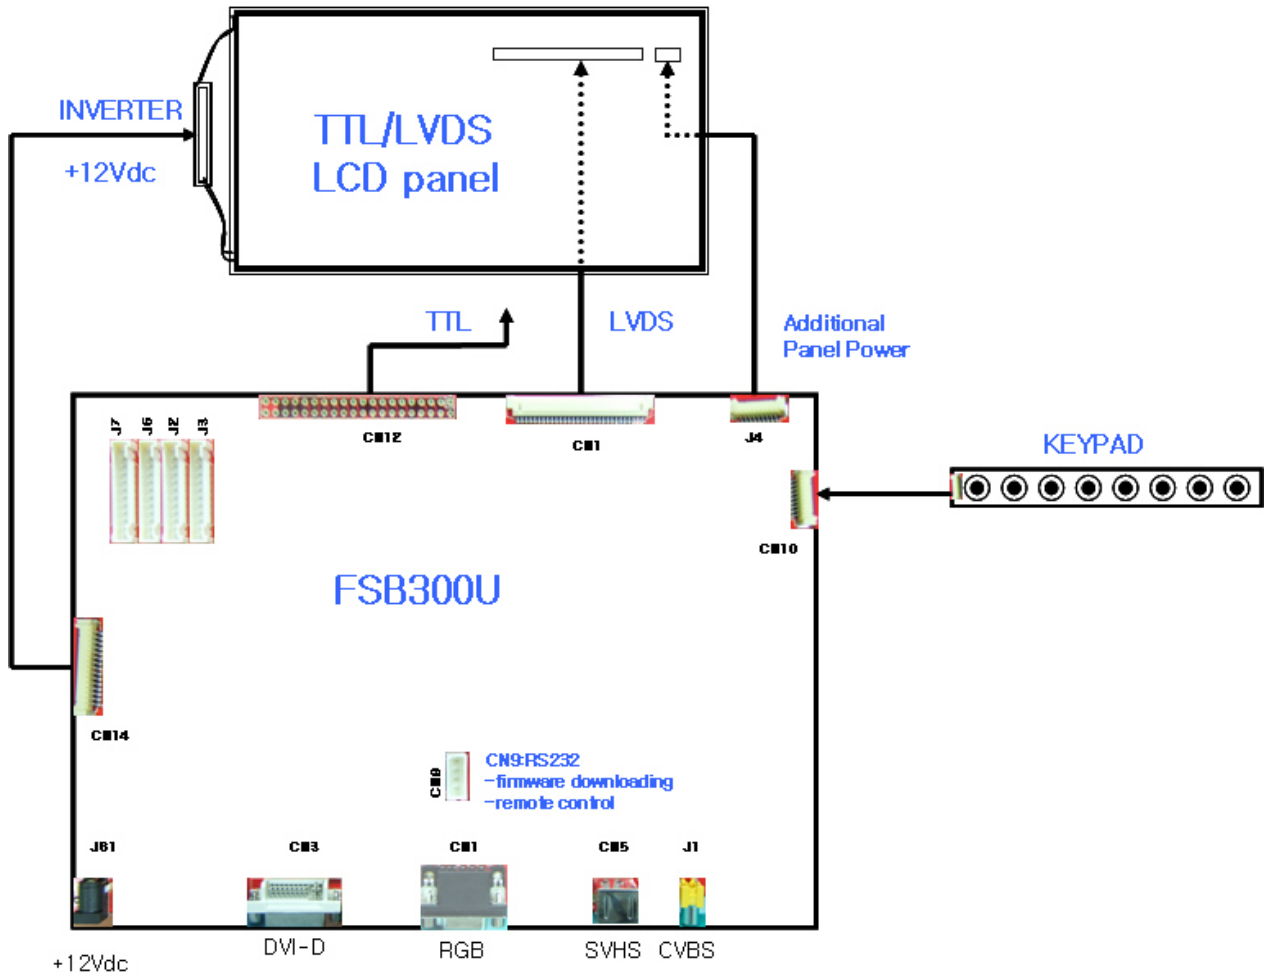 INVERTER
+12Vdc
TTL/LVDS
LCD panel
TTL
LVDS
Additional
Panel Power
J7
J6
J2
J3
CN12
CN1
J4
KEYPAD
CN10
FSB300U
CN14
CN9
CN9:RS232
-firmware downloading
-remote control
J61
CN3
CN1
CN5
J1
+12Vdc
DVI-D
RGB
SVHS
CVBS